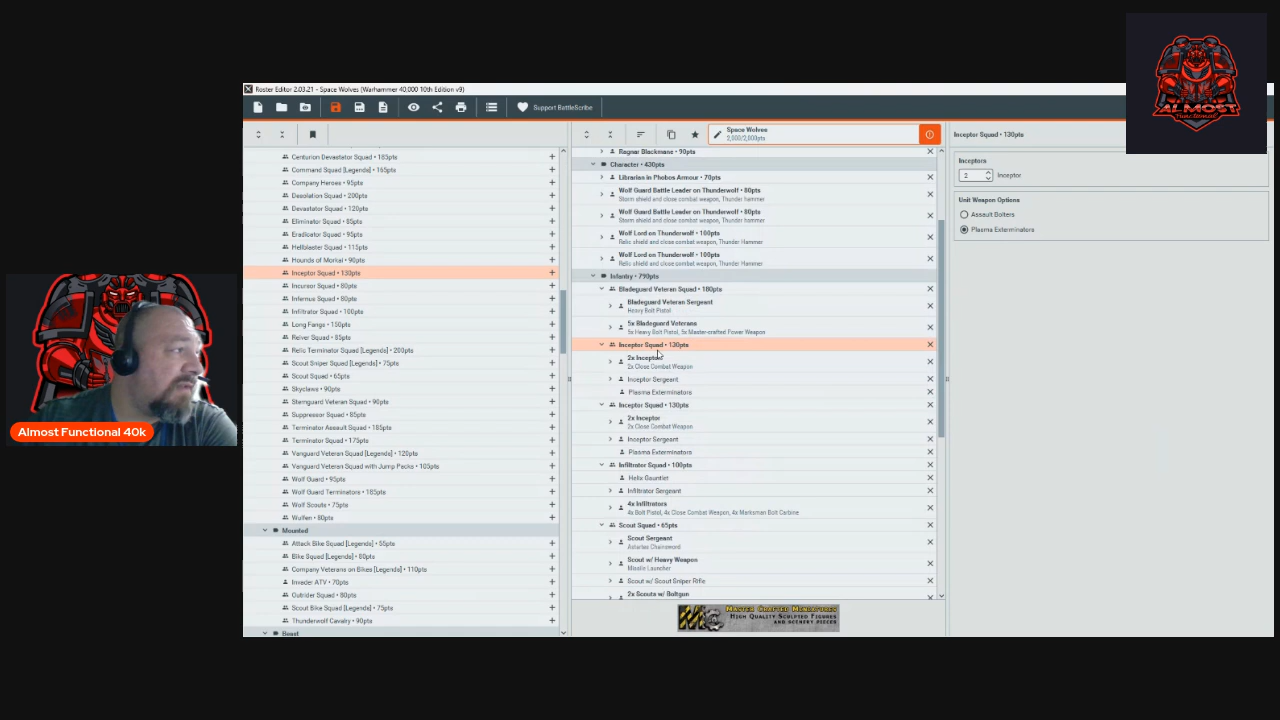 ALMOST
Functional
Roster Editor 2.03.21 - Space Wolves (Warhammer 40,000 10th Edition v9)
Support BattleScribe
Space Wolves
2,000/2,000pts
Centurion Devastator Squad • 185pts
Command Squad [Legends] • 165pts
Company Heroes • 95pts
Desolation Squad • 200pts
Devastator Squad • 120pts
Eliminator Squad • 85pts
Eradicator Squad • 95pts
Hellblaster Squad • 115pts
Hounds of Morkai • 90pts
Inceptor Squad • 130pts
Incursor Squad • 80pts
Infernus Squad • 80pts
Infiltrator Squad • 100pts
Long Fangs • 150pts
Reiver Squad • 85pts
Relic Terminator Squad [Legends] • 200pts
Scout Sniper Squad [Legends] • 75pts
Scout Squad • 65pts
Skyclaws • 90pts
Sternguard Veteran Squad • 90pts
Suppressor Squad • 85pts
Terminator Assault Squad • 185pts
Terminator Squad • 175pts
Vanguard Veteran Squad [Legends] • 120pts
Vanguard Veteran Squad with Jump Packs • 105pts
Wolf Guard • 95pts
Wolf Guard Terminators • 185pts
Wolf Scouts • 75pts
Wulfen • 80pts
Mounted
Attack Bike Squad [Legends] • 55pts
Bike Squad [Legends] • 80pts
Company Veterans on Bikes [Legends] • 110pts
Invader ATV • 70pts
Outrider Squad • 80pts
Scout Bike Squad [Legends] • 75pts
Thunderwolf Cavalry • 90pts
Beast
Ragnar Blackmane • 90pts
Character • 430pts
Librarian in Phobos Armour • 70pts
Wolf Guard Battle Leader on Thunderwolf • 80pts
Storm shield and close combat weapon, Thunder hammer
Wolf Guard Battle Leader on Thunderwolf • 80pts
Storm shield and close combat weapon, Thunder hammer
Wolf Lord on Thunderwolf • 100pts
Relic shield and close combat weapon, Thunder Hammer
Wolf Lord on Thunderwolf • 100pts
Relic shield and close combat weapon, Thunder Hammer
Infantry • 790pts
Bladeguard Veteran Squad • 180pts
Bladeguard Veteran Sergeant
Heavy Bolt Pistol
5x Bladeguard Veterans
5x Heavy Bolt Pistol, 5x Master-crafted Power Weapon
Inceptor Squad • 130pts
2x Inceptor
2x Close Combat Weapon
Inceptor Sergeant
Plasma Exterminators
Inceptor Squad • 130pts
2x Inceptor
2x Close Combat Weapon
Inceptor Sergeant
Plasma Exterminators
Infiltrator Squad • 100pts
Helix Gauntlet
Infiltrator Sergeant
4x Infiltrators
4x Bolt Pistol, 4x Close Combat Weapon, 4x Marksman Bolt Carbine
Scout Squad • 65pts
Scout Sergeant
Astartes Chainsword
Scout w/ Heavy Weapon
Missile Launcher
Scout w/ Scout Sniper Rifle
2x Scouts w/ Boltgun
Master Crafted Miniatures
High Quality Sculpted Figures
and scenery pieces
Inceptor Squad • 130pts
Inceptors
2 Inceptor
Unit Weapon Options
Assault Bolters
Plasma Exterminators
Almost Functional 40k